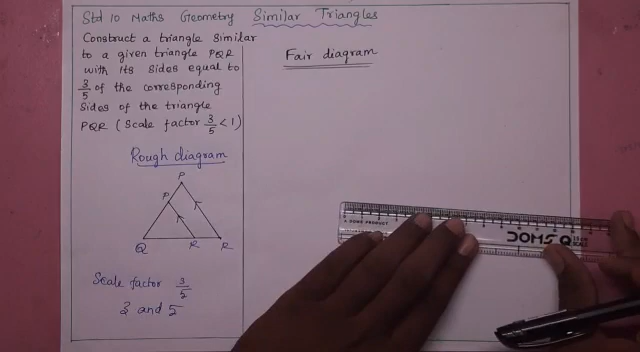 Std 10 Maths Geometry Similar Triangles
Construct a triangle similar
to a given triangle PQR
with its sides equal to
3/5 of the corresponding
sides of the triangle
PQR (Scale factor 3/5 < 1)
Rough diagram
P
P
Q R R
Scale factor 3/5
3 and 5
Fair diagram
DOMS